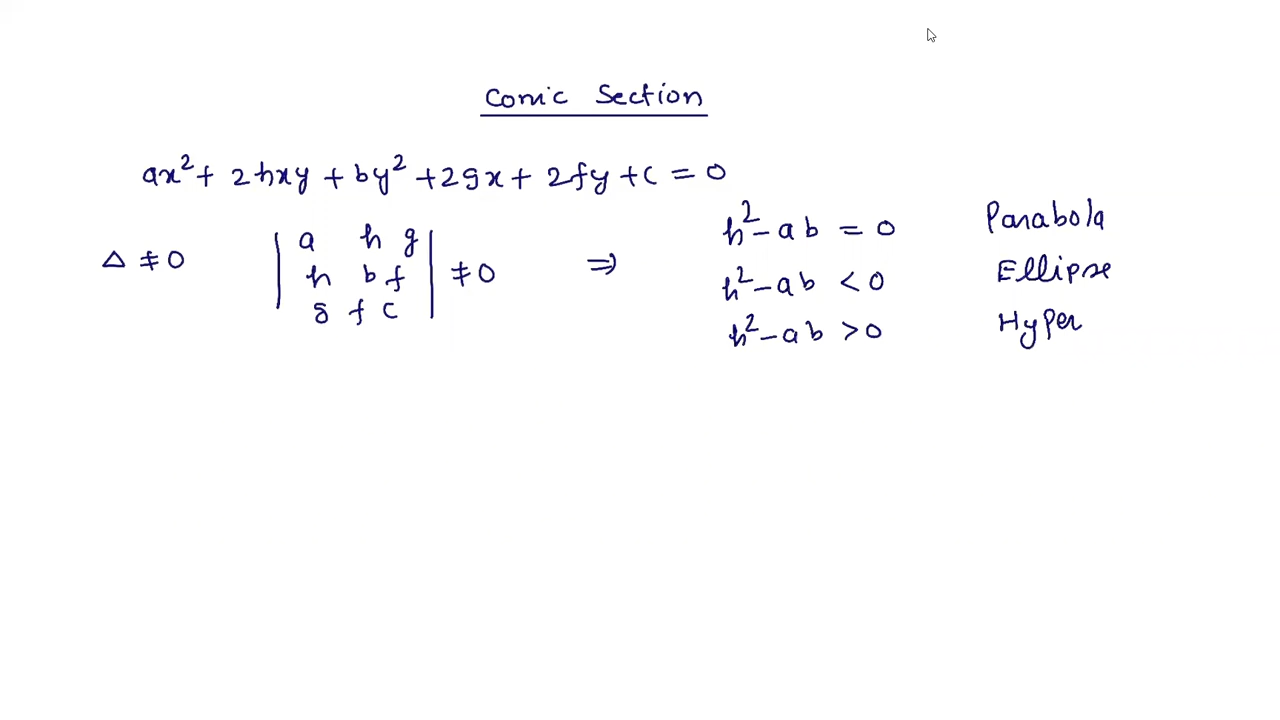 Conic Section
ax² + 2hxy + by² + 2gx + 2fy + c = 0
Δ ≠ 0 | a h g | ≠ 0 ⇒ h² - ab = 0 Parabola
| h b f | h² - ab < 0 Ellipse
| g f c | h² - ab > 0 Hyper